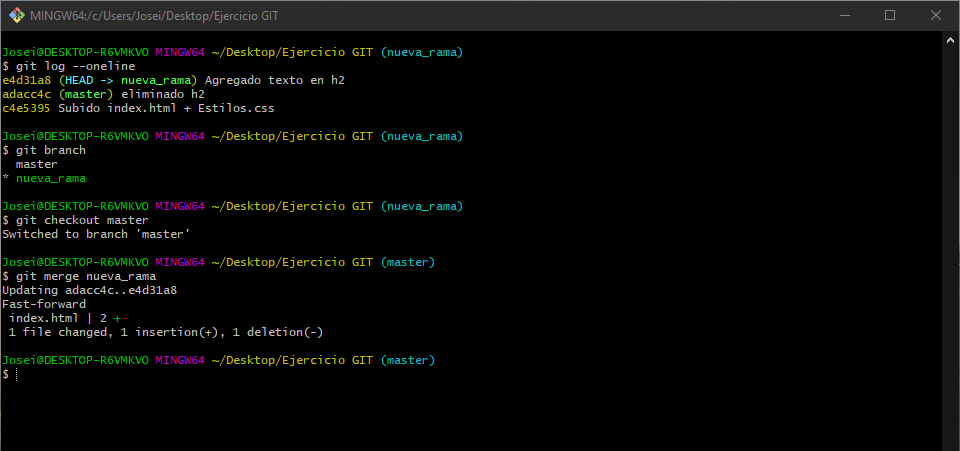 MINGW64:/c/Users/Josei/Desktop/Ejercicio GIT
Josei@DESKTOP-R6VMKVO MINGW64 ~/Desktop/Ejercicio GIT (nueva_rama)
$ git log --oneline
e4d31a8 (HEAD -> nueva_rama) Agregado texto en h2
adacc4c (master) eliminado h2
c4e5395 Subido index.html + Estilos.css
Josei@DESKTOP-R6VMKVO MINGW64 ~/Desktop/Ejercicio GIT (nueva_rama)
$ git branch
  master
* nueva_rama
Josei@DESKTOP-R6VMKVO MINGW64 ~/Desktop/Ejercicio GIT (nueva_rama)
$ git checkout master
Switched to branch 'master'
Josei@DESKTOP-R6VMKVO MINGW64 ~/Desktop/Ejercicio GIT (master)
$ git merge nueva_rama
Updating adacc4c..e4d31a8
Fast-forward
 index.html | 2 +-
 1 file changed, 1 insertion(+), 1 deletion(-)
Josei@DESKTOP-R6VMKVO MINGW64 ~/Desktop/Ejercicio GIT (master)
$